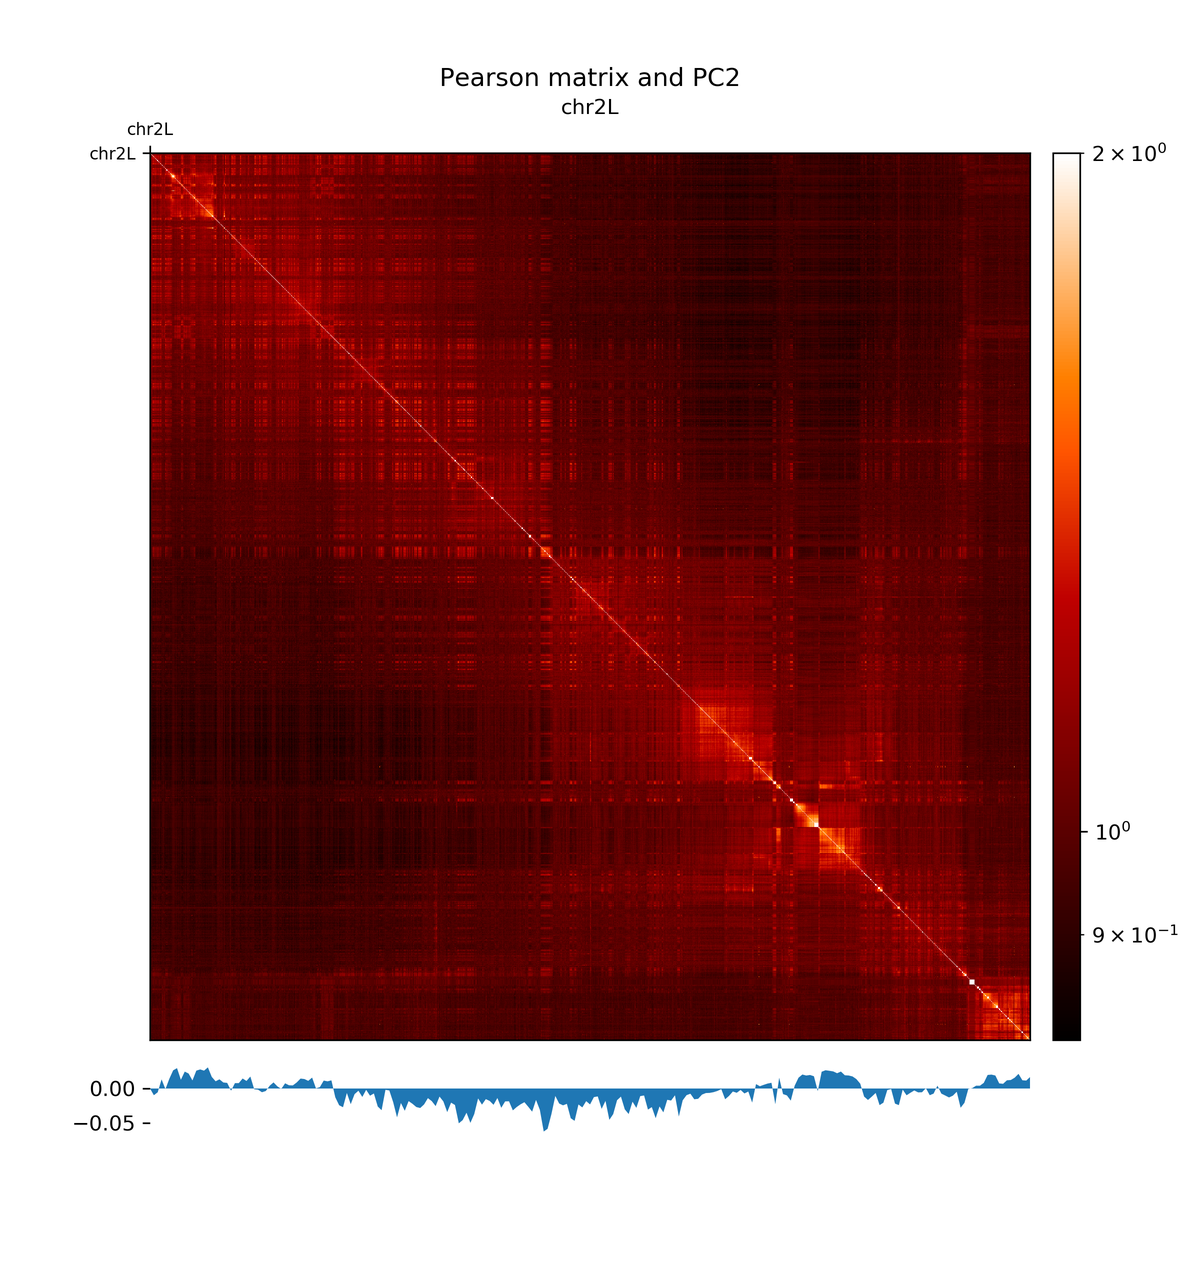 Pearson matrix and PC2
chr2L
chr2L
chr2L
2 × 10⁰
10⁰
9 × 10⁻¹
0.00
−0.05